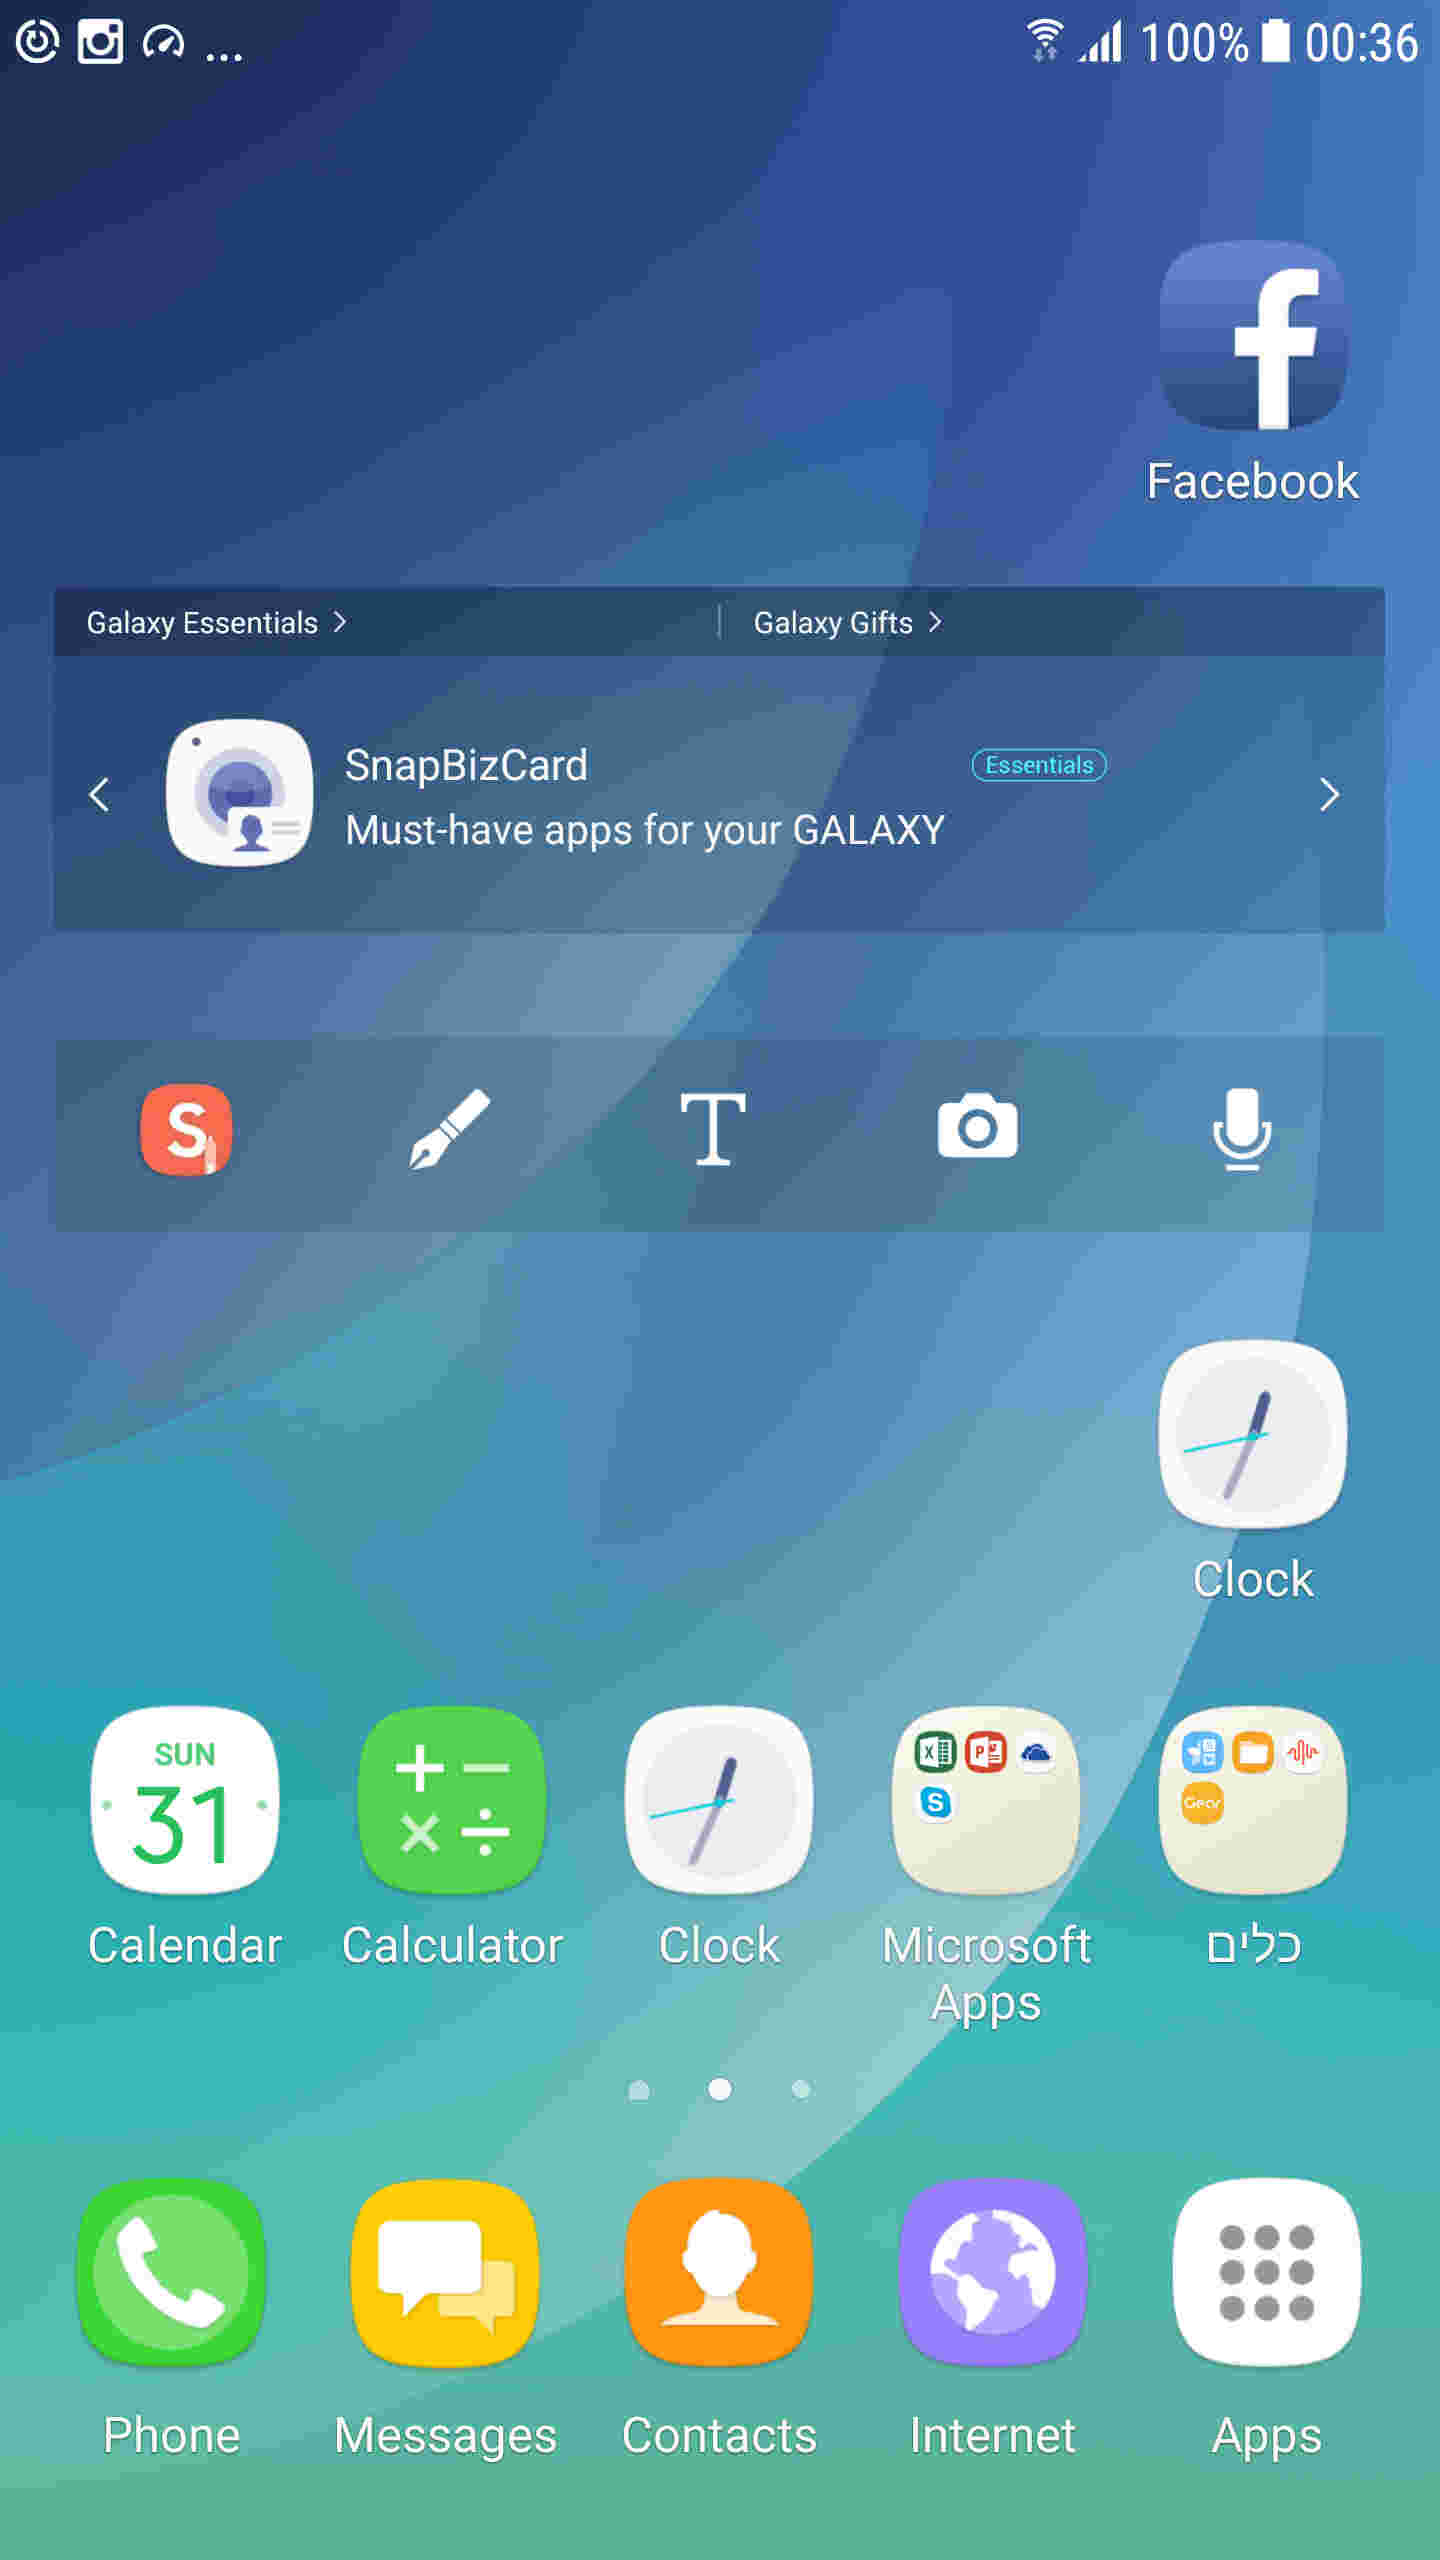 100% 00:36
Facebook
Galaxy Essentials Galaxy Gifts
SnapBizCard Essentials
Must-have apps for your GALAXY
S T
Clock
SUN
31
Gear
Calendar Calculator Clock Microsoft Apps כלים
Phone Messages Contacts Internet Apps